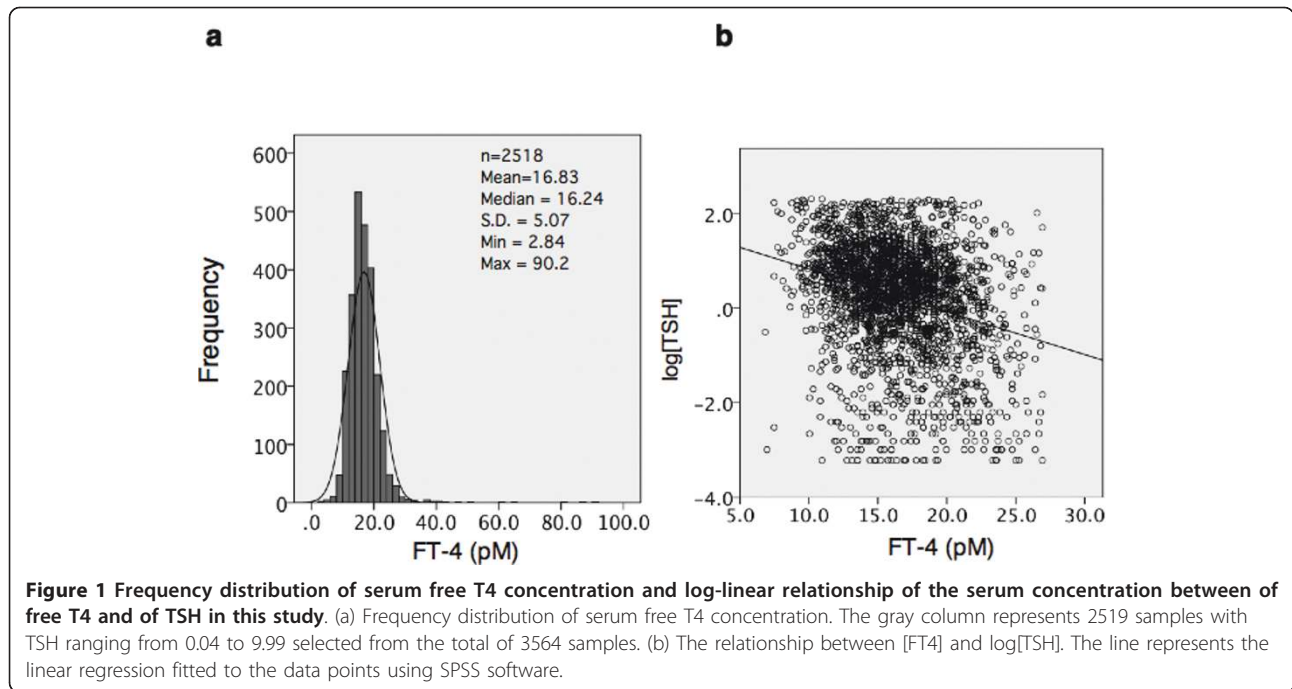 a
b
600
500
400
300
200
100
0
Frequency
n=2518
Mean=16.83
Median = 16.24
S.D. = 5.07
Min = 2.84
Max = 90.2
.0 20.0 40.0 60.0 80.0 100.0
FT-4 (pM)
2.0
.0
-2.0
-4.0
log[TSH]
5.0 10.0 15.0 20.0 25.0 30.0
FT-4 (pM)
Figure 1 Frequency distribution of serum free T4 concentration and log-linear relationship of the serum concentration between of
free T4 and of TSH in this study. (a) Frequency distribution of serum free T4 concentration. The gray column represents 2519 samples with
TSH ranging from 0.04 to 9.99 selected from the total of 3564 samples. (b) The relationship between [FT4] and log[TSH]. The line represents the
linear regression fitted to the data points using SPSS software.